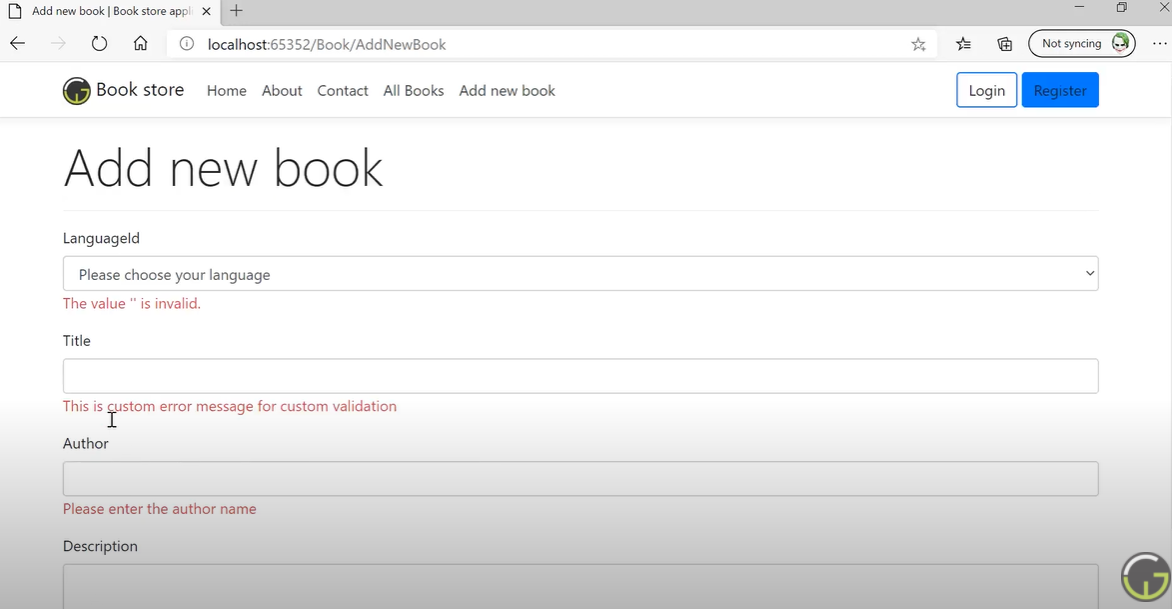 Add new book | Book store appli
localhost:65352/Book/AddNewBook
Not syncing
Book store Home About Contact All Books Add new book Login Register
Add new book
LanguageId
Please choose your language
The value '' is invalid.
Title
This is custom error message for custom validation
Author
Please enter the author name
Description